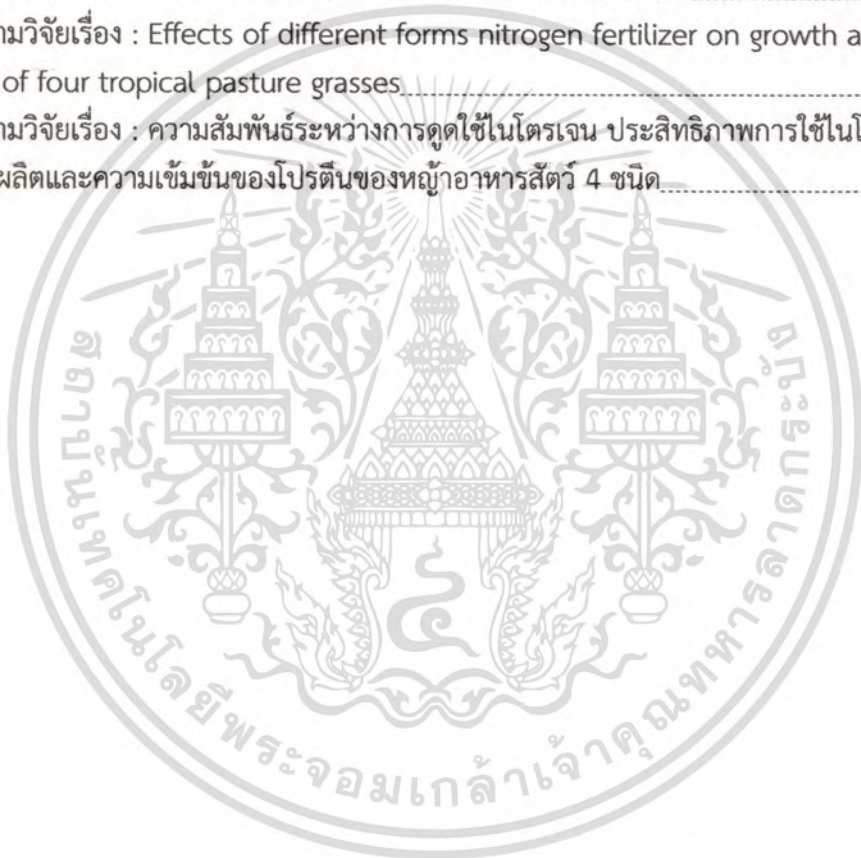 ามวิจัยเรื่อง : Effects of different forms nitrogen fertilizer on growth a
of four tropical pasture grasses
ามวิจัยเรื่อง : ความสัมพันธ์ระหว่างการดูดใช้ไนโตรเจน ประสิทธิภาพการใช้ไนโ
ผลิตและความเข้มข้นของโปรตีนของหญ้าอาหารสัตว์ 4 ชนิด
สถาบันเทคโนโลยีพระจอมเกล้าเจ้าคุณทหารลาดกระบัง